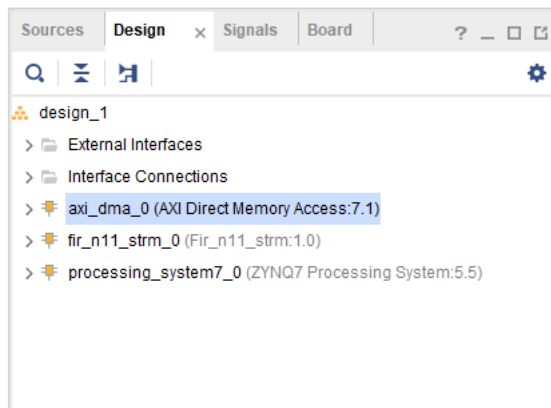 Sources Design × Signals Board ? _
design_1
External Interfaces
Interface Connections
axi_dma_0 (AXI Direct Memory Access:7.1)
fir_n11_strm_0 (Fir_n11_strm:1.0)
processing_system7_0 (ZYNQ7 Processing System:5.5)